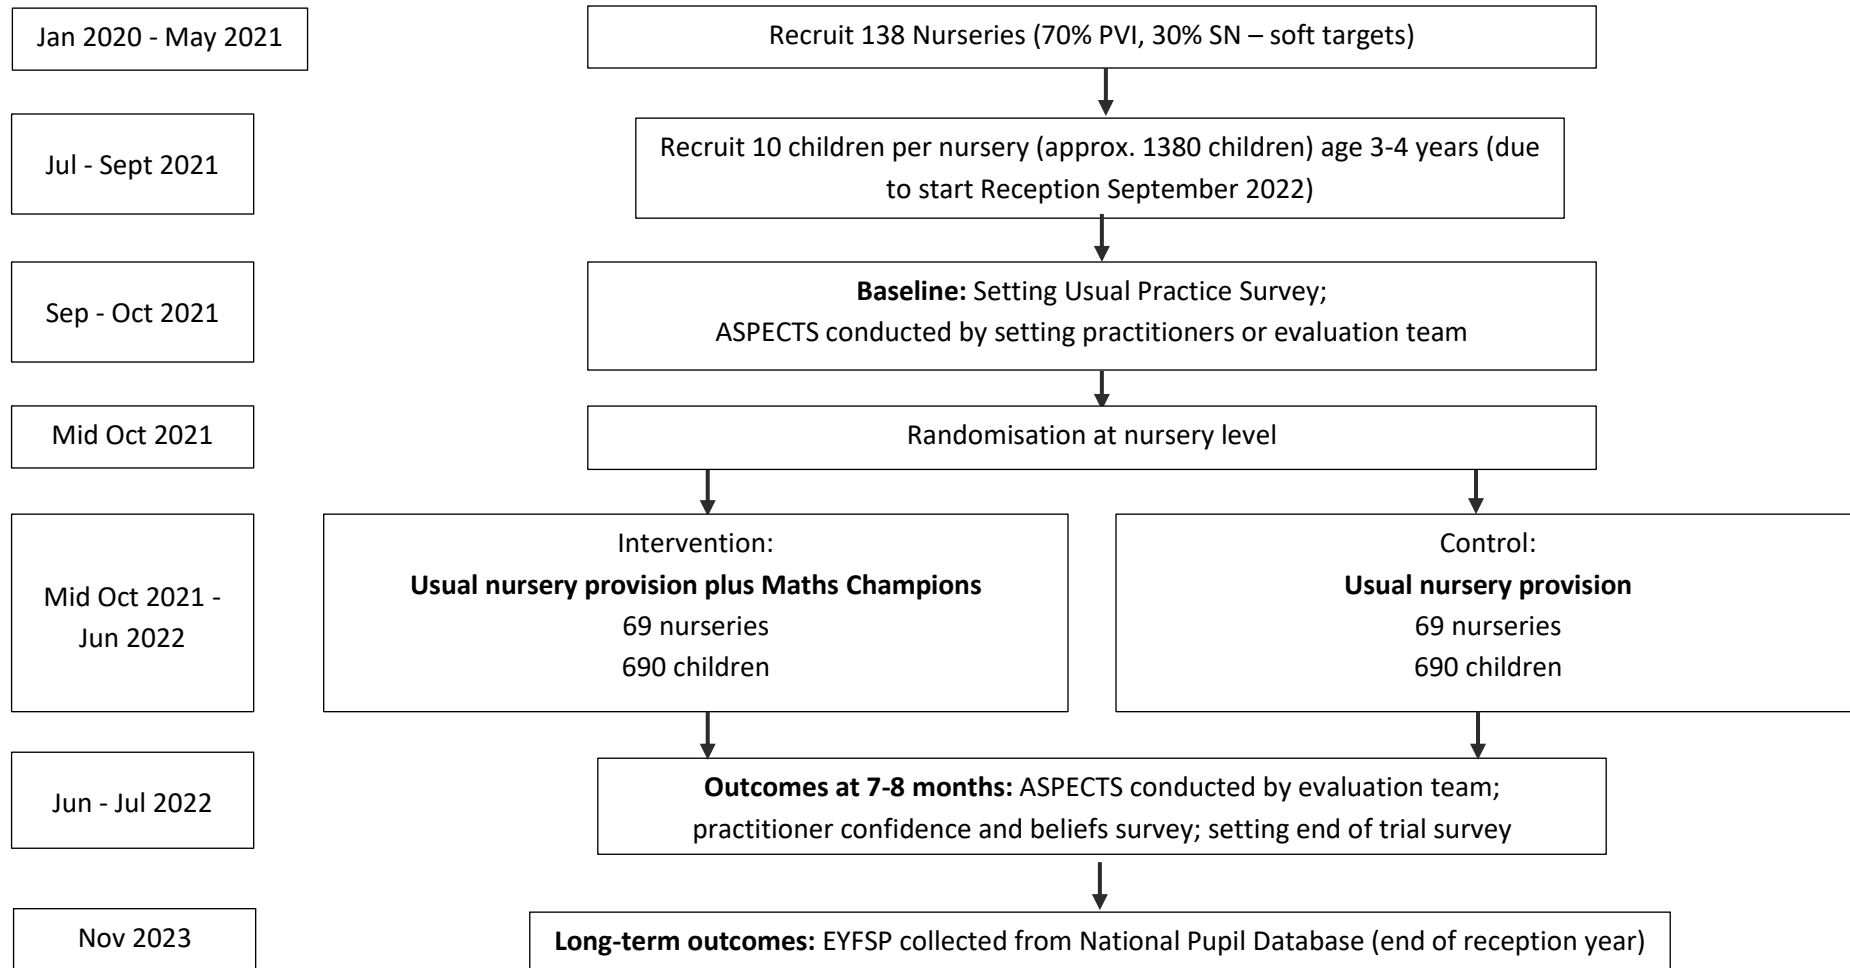 Jan 2020 - May 2021
Recruit 138 Nurseries (70% PVI, 30% SN – soft targets)
Jul - Sept 2021
Recruit 10 children per nursery (approx. 1380 children) age 3-4 years (due
to start Reception September 2022)
Sep - Oct 2021
Baseline: Setting Usual Practice Survey;
ASPECTS conducted by setting practitioners or evaluation team
Mid Oct 2021
Randomisation at nursery level
Mid Oct 2021 -
Jun 2022
Intervention:
Usual nursery provision plus Maths Champions
69 nurseries
690 children
Control:
Usual nursery provision
69 nurseries
690 children
Jun - Jul 2022
Outcomes at 7-8 months: ASPECTS conducted by evaluation team;
practitioner confidence and beliefs survey; setting end of trial survey
Nov 2023
Long-term outcomes: EYFSP collected from National Pupil Database (end of reception year)